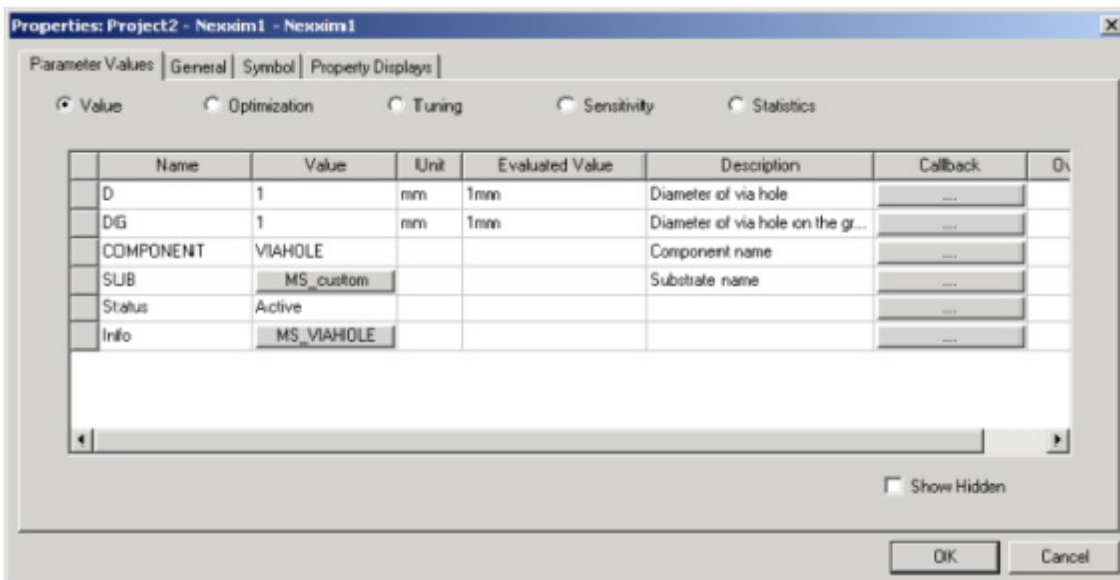 Properties: Project2 - Nexxim1 - Nexxim1
Parameter Values General Symbol Property Displays
Value Optimization Tuning Sensitivity Statistics
Name Value Unit Evaluated Value Description Callback Ov
D 1 mm 1mm Diameter of via hole ....
DG 1 mm 1mm Diameter of via hole on the gr... ....
COMPONENT VIAHOLE Component name ....
SUB MS_custom Substrate name ....
Status Active ....
Info MS_VIAHOLE ....
Show Hidden
OK Cancel